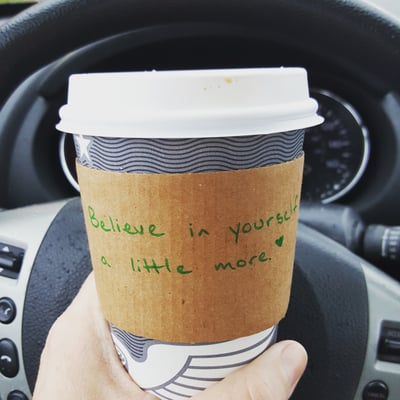 Believe in yourself
a little more. ♥